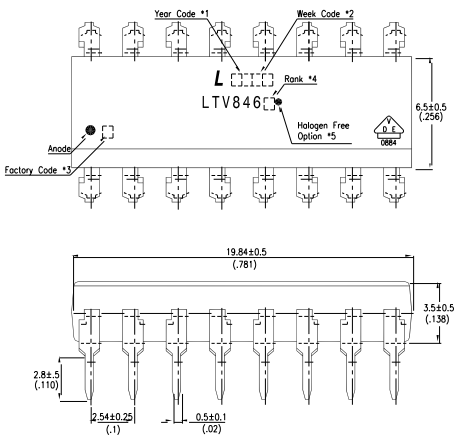 Year Code *1
Week Code *2
L
Rank *4
LTV846
6.5±0.5
(.256)
Halogen Free
Option *5
V
D E
0884
Anode
Factory Code *3
19.84±0.5
(.781)
3.5±0.5
(.138)
2.8±.5
(.110)
2.54±0.25
(.1)
0.5±0.1
(.02)